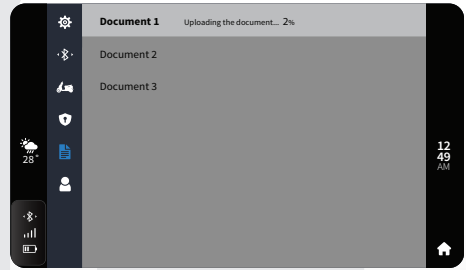 Document 1 Uploading the document... 2%
Document 2
Document 3
28°
12
49
AM